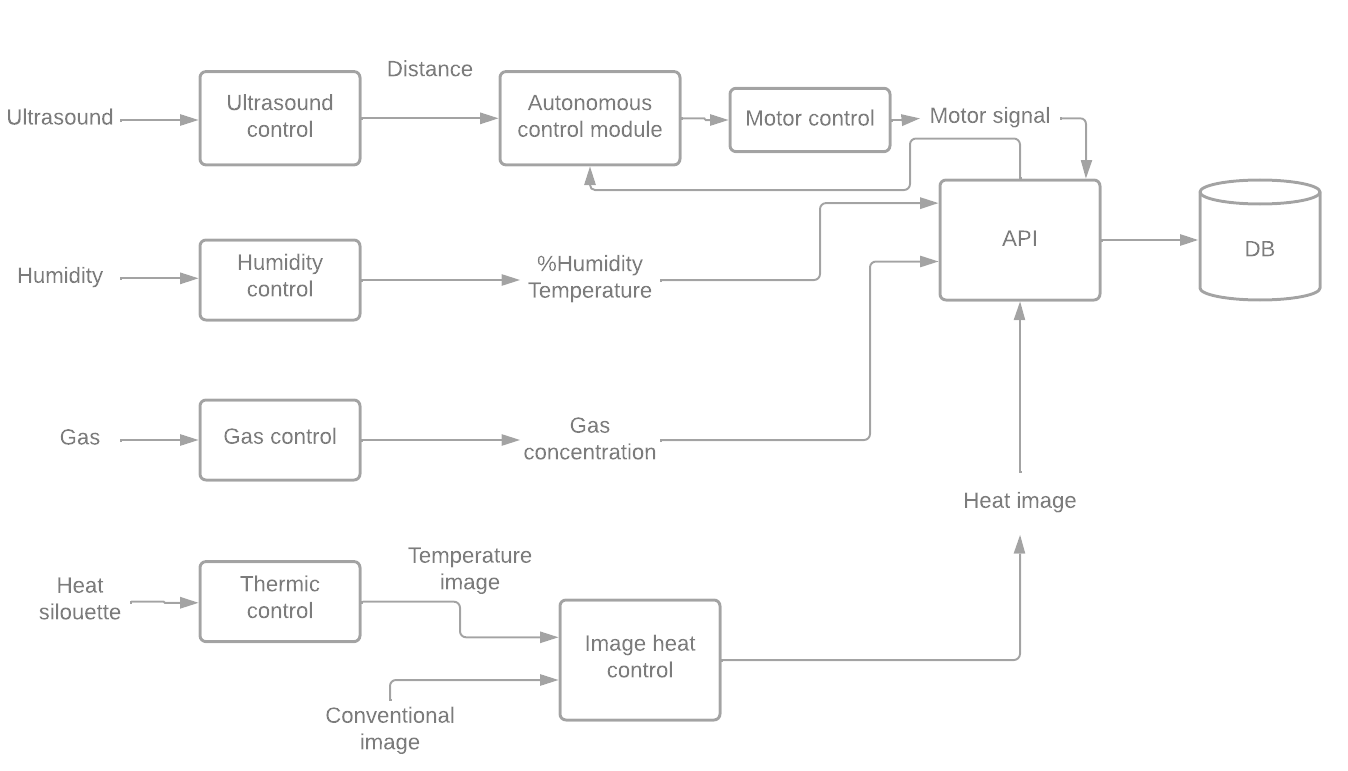 Distance
Ultrasound
Ultrasound
control
Autonomous
control module
Motor control
Motor signal
API
DB
Humidity
Humidity
control
%Humidity
Temperature
Gas
Gas control
Gas
concentration
Heat image
Heat
silouette
Thermic
control
Temperature
image
Image heat
control
Conventional
image